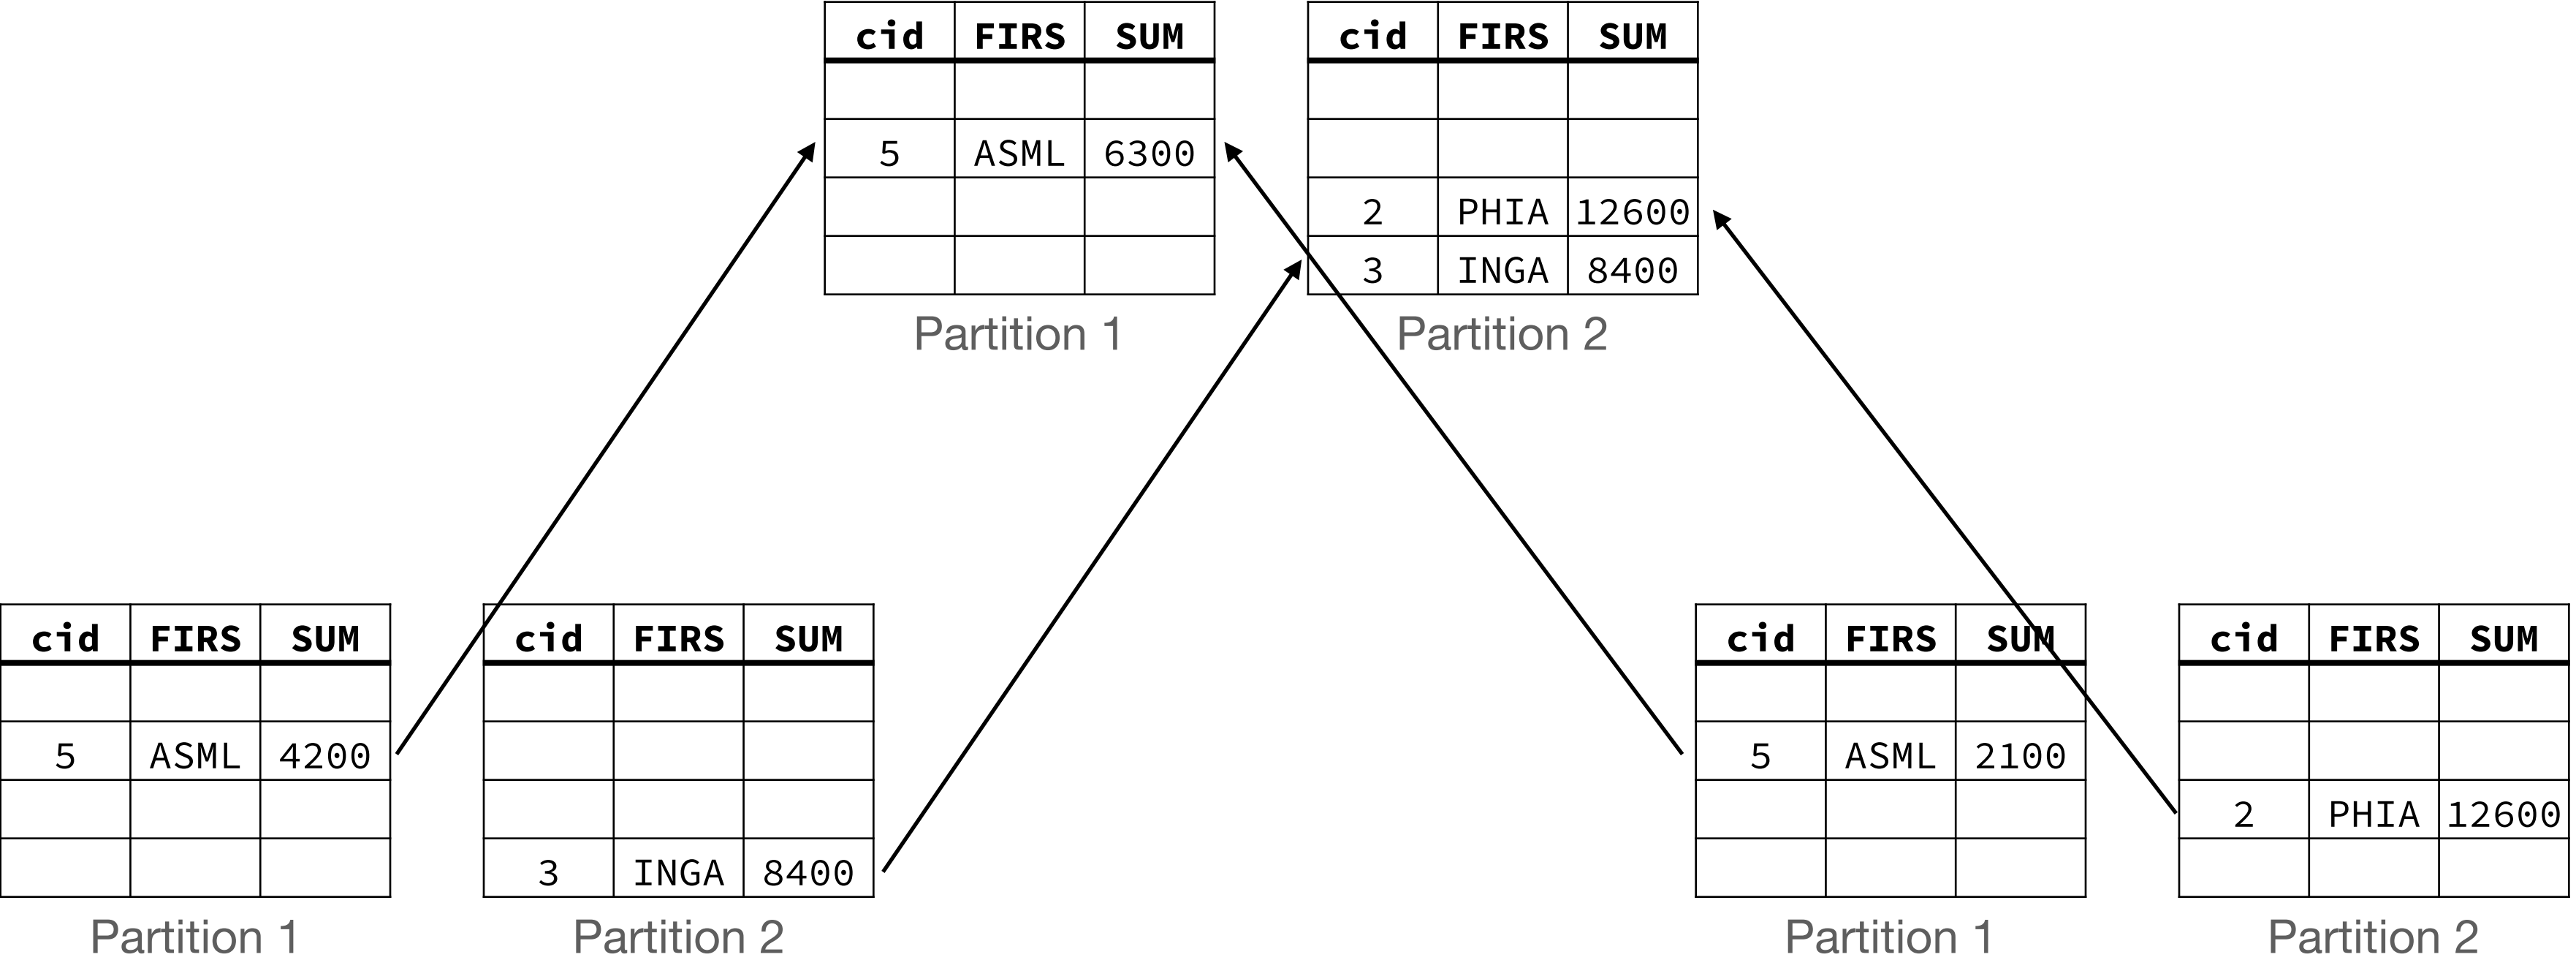 cid FIRS SUM
5 ASML 6300
Partition 1
cid FIRS SUM
2 PHIA 12600
3 INGA 8400
Partition 2
cid FIRS SUM
5 ASML 4200
Partition 1
cid FIRS SUM
3 INGA 8400
Partition 2
cid FIRS SUM
5 ASML 2100
Partition 1
cid FIRS SUM
2 PHIA 12600
Partition 2